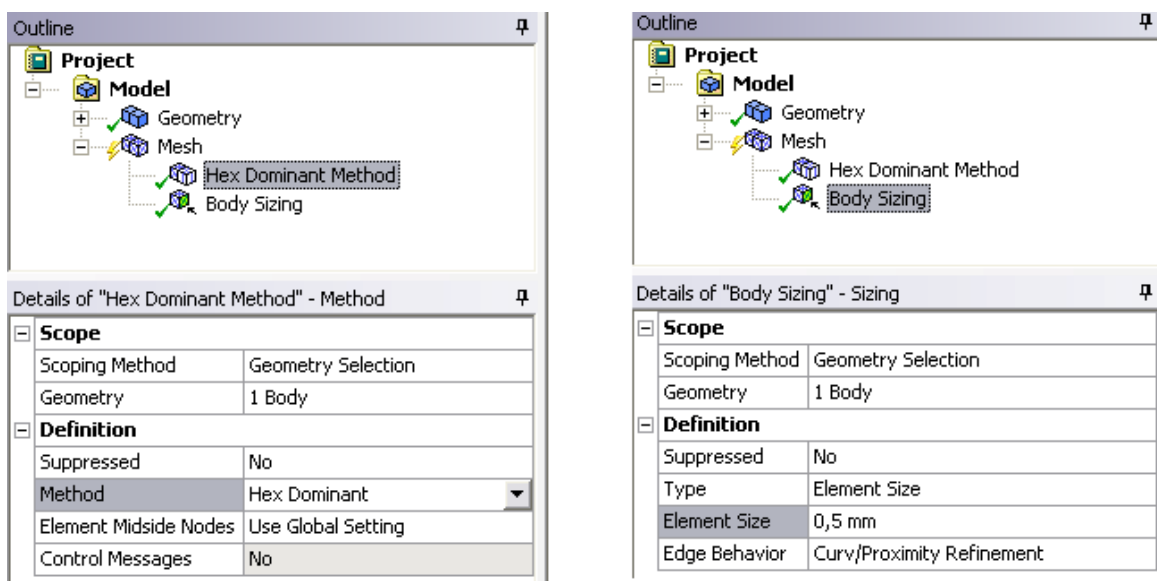 Outline
Project
Model
Geometry
Mesh
Hex Dominant Method
Body Sizing
Details of "Hex Dominant Method" - Method
Scope
Scoping Method Geometry Selection
Geometry 1 Body
Definition
Suppressed No
Method Hex Dominant
Element Midside Nodes Use Global Setting
Control Messages No
Outline
Project
Model
Geometry
Mesh
Hex Dominant Method
Body Sizing
Details of "Body Sizing" - Sizing
Scope
Scoping Method Geometry Selection
Geometry 1 Body
Definition
Suppressed No
Type Element Size
Element Size 0,5 mm
Edge Behavior Curv/Proximity Refinement